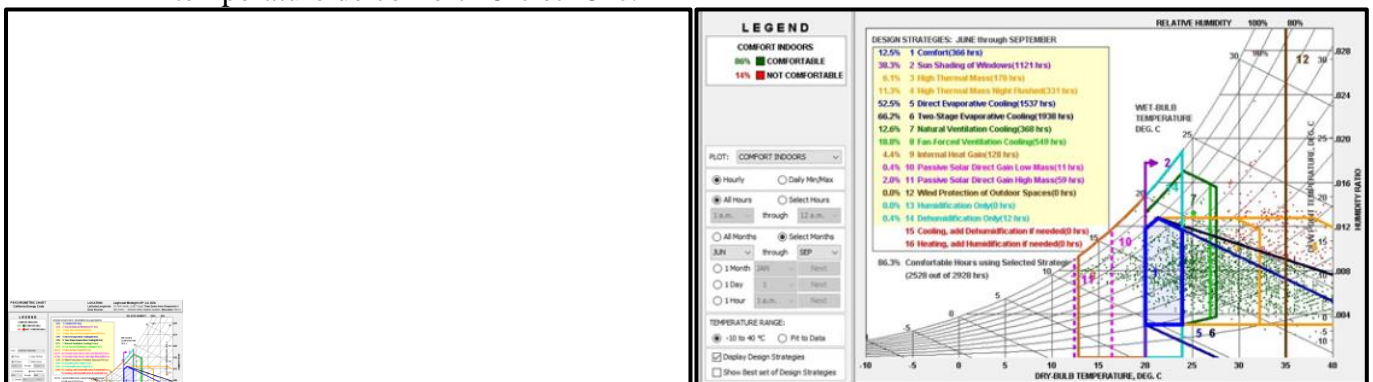 LEGEND
COMFORT INDOORS
86% COMFORTABLE
14% NOT COMFORTABLE
PLOT: COMFORT INDOORS
Hourly Daily Min/Max
All Hours Select Hours
1 a.m. through 12 a.m.
All Months Select Months
JUN through SEP
1 Month JAN Next
1 Day 1 Next
1 Hour 1 a.m. Next
TEMPERATURE RANGE:
-10 to 40 °C Fit to Data
Display Design Strategies
Show Best set of Design Strategies
RELATIVE HUMIDITY 100% 80%
DESIGN STRATEGIES: JUNE through SEPTEMBER
12.5% 1 Comfort(366 hrs)
38.3% 2 Sun Shading of Windows(1121 hrs)
6.1% 3 High Thermal Mass(178 hrs)
11.3% 4 High Thermal Mass Night Flushed(331 hrs)
52.5% 5 Direct Evaporative Cooling(1537 hrs)
66.2% 6 Two-Stage Evaporative Cooling(1938 hrs)
12.6% 7 Natural Ventilation Cooling(368 hrs)
18.8% 8 Fan-Forced Ventilation Cooling(549 hrs)
4.4% 9 Internal Heat Gain(128 hrs)
0.4% 10 Passive Solar Direct Gain Low Mass(11 hrs)
2.0% 11 Passive Solar Direct Gain High Mass(59 hrs)
0.0% 12 Wind Protection of Outdoor Spaces(0 hrs)
0.0% 13 Humidification Only(0 hrs)
0.4% 14 Dehumidification Only(12 hrs)
15 Cooling, add Dehumidification if needed(0 hrs)
16 Heating, add Humidification if needed(0 hrs)
86.3% Comfortable Hours using Selected Strategies
(2528 out of 2928 hrs)
WET-BULB
TEMPERATURE
DEG. C
DEW POINT TEMPERATURE, DEG. C
HUMIDITY RATIO
.028
.024
.020
.016
.012
.008
.004
-10 -5 0 5 10 15 20 25 30 35 40
DRY-BULB TEMPERATURE, DEG. C